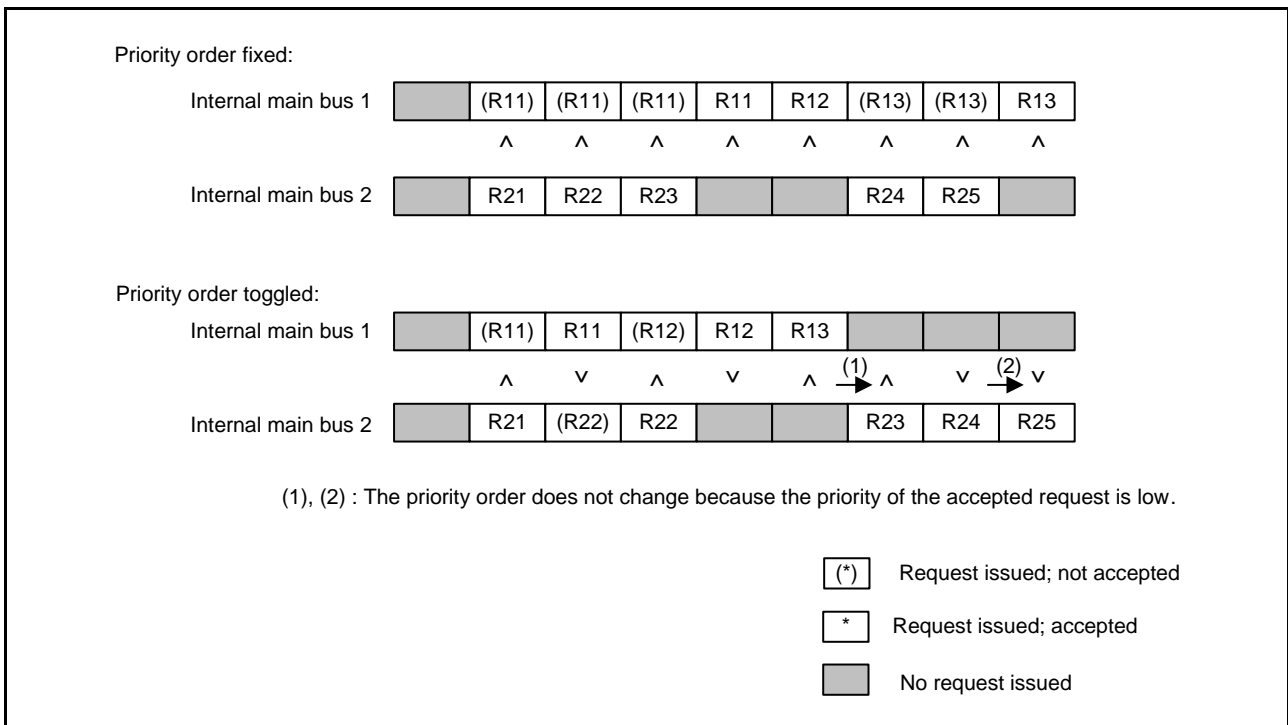 Priority order fixed:
Internal main bus 1 (R11) (R11) (R11) R11 R12 (R13) (R13) R13
^ ^ ^ ^ ^ ^ ^ ^
Internal main bus 2 R21 R22 R23 R24 R25
Priority order toggled:
Internal main bus 1 (R11) R11 (R12) R12 R13
^ v ^ v ^ (1) ^ v (2) v
Internal main bus 2 R21 (R22) R22 R23 R24 R25
(1), (2) : The priority order does not change because the priority of the accepted request is low.
(*) Request issued; not accepted
* Request issued; accepted
No request issued